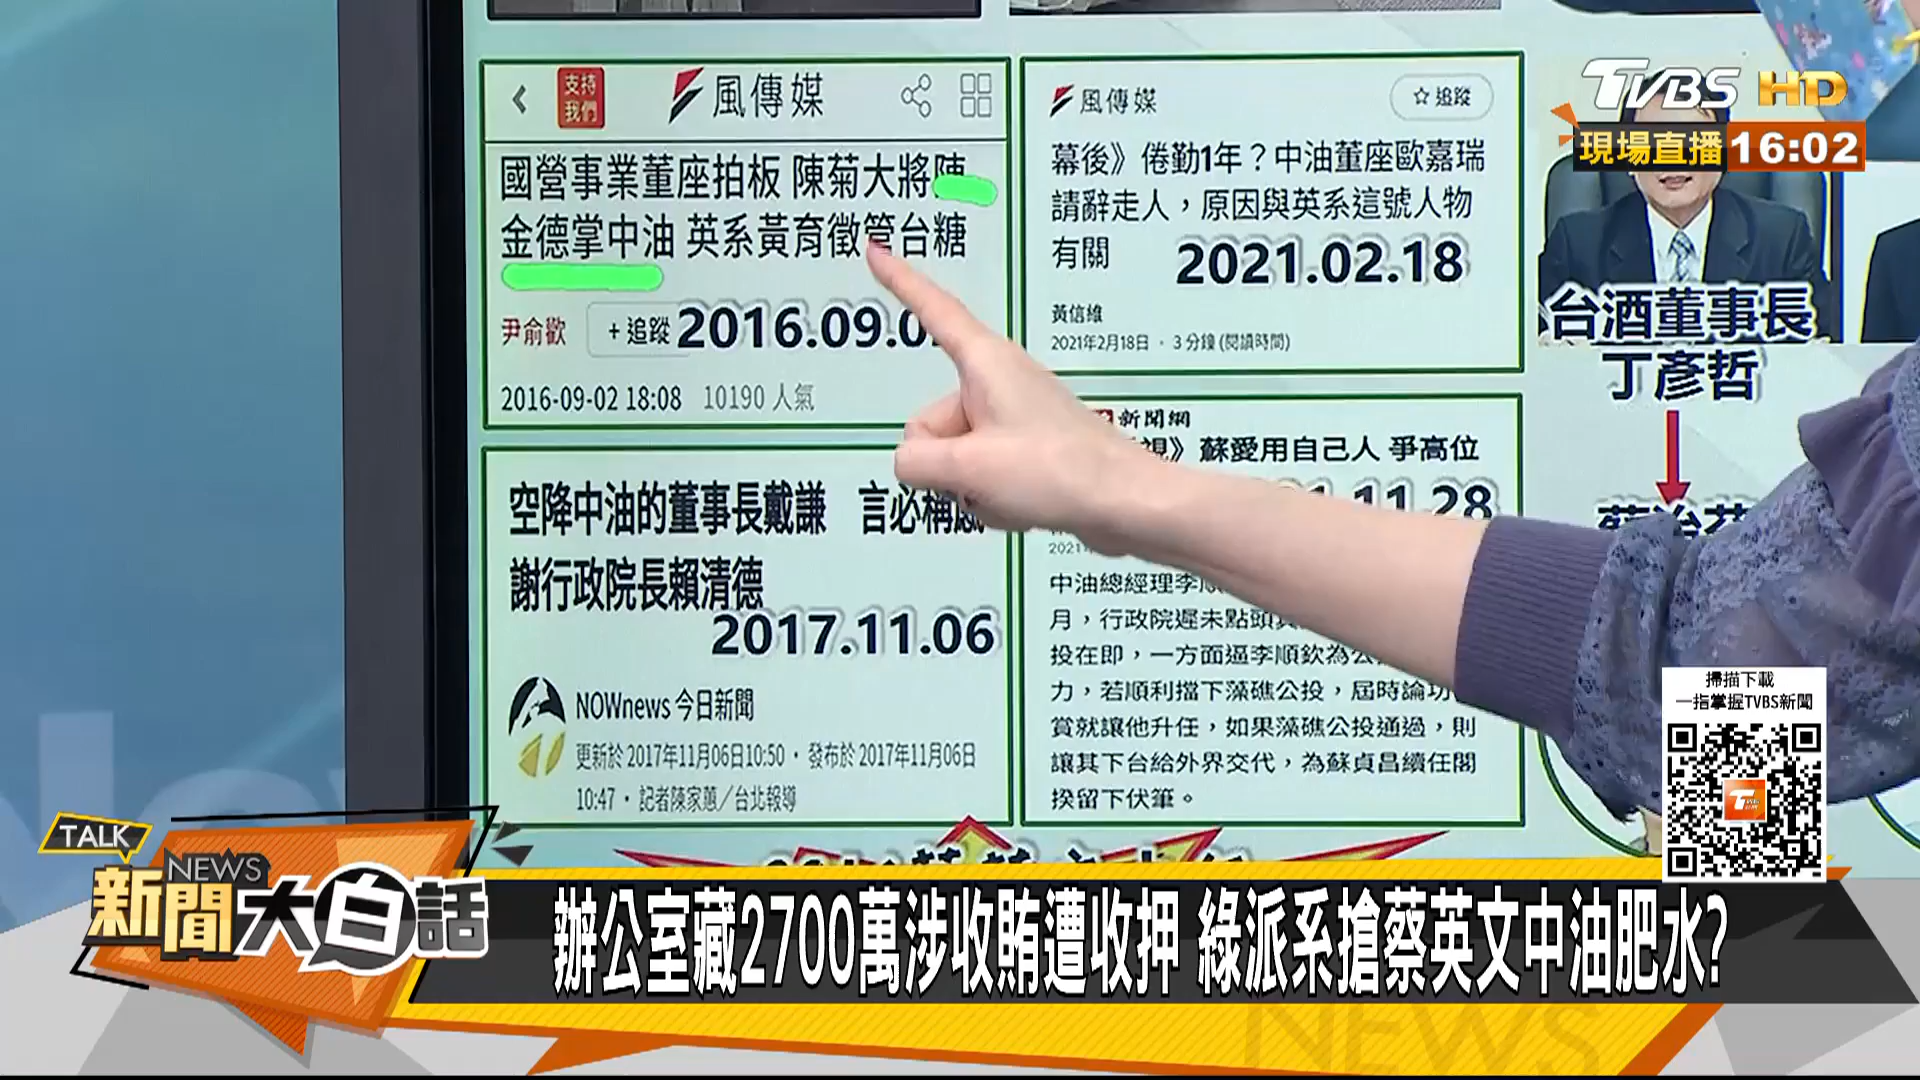 支持
我們
風傳媒
國營事業董座拍板 陳菊大將陳
金德掌中油 英系黃育徵管台糖
尹俞歡
+ 追蹤
2016.09.0
2016-09-02 18:08 10190 人氣
風傳媒
☆ 追蹤
幕後》倦勤1年？中油董座歐嘉瑞
請辭走人，原因與英系這號人物
有關
2021.02.18
黃信維
2021年2月18日 · 3 分鐘 (閱讀時間)
空降中油的董事長戴謙 言必稱感
謝行政院長賴清德
2017.11.06
NOWnews 今日新聞
更新於 2017年11月06日10:50 · 發布於 2017年11月06日
10:47 · 記者陳家蕙／台北報導
新聞網
視》蘇愛用自己人 爭高位
11.28
2021
中油總經理李順
月，行政院遲未點頭
投在即，一方面逼李順欽為公
力，若順利擋下藻礁公投，屆時論功
賞就讓他升任，如果藻礁公投通過，則
讓其下台給外界交代，為蘇貞昌續任閣
揆留下伏筆。
TVBS HD
現場直播 16:02
台酒董事長
丁彥哲
掃描下載
一指掌握TVBS新聞
TALK
NEWS
新聞大白話
辦公室藏2700萬涉收賄遭收押 綠派系搶蔡英文中油肥水?
NEWS